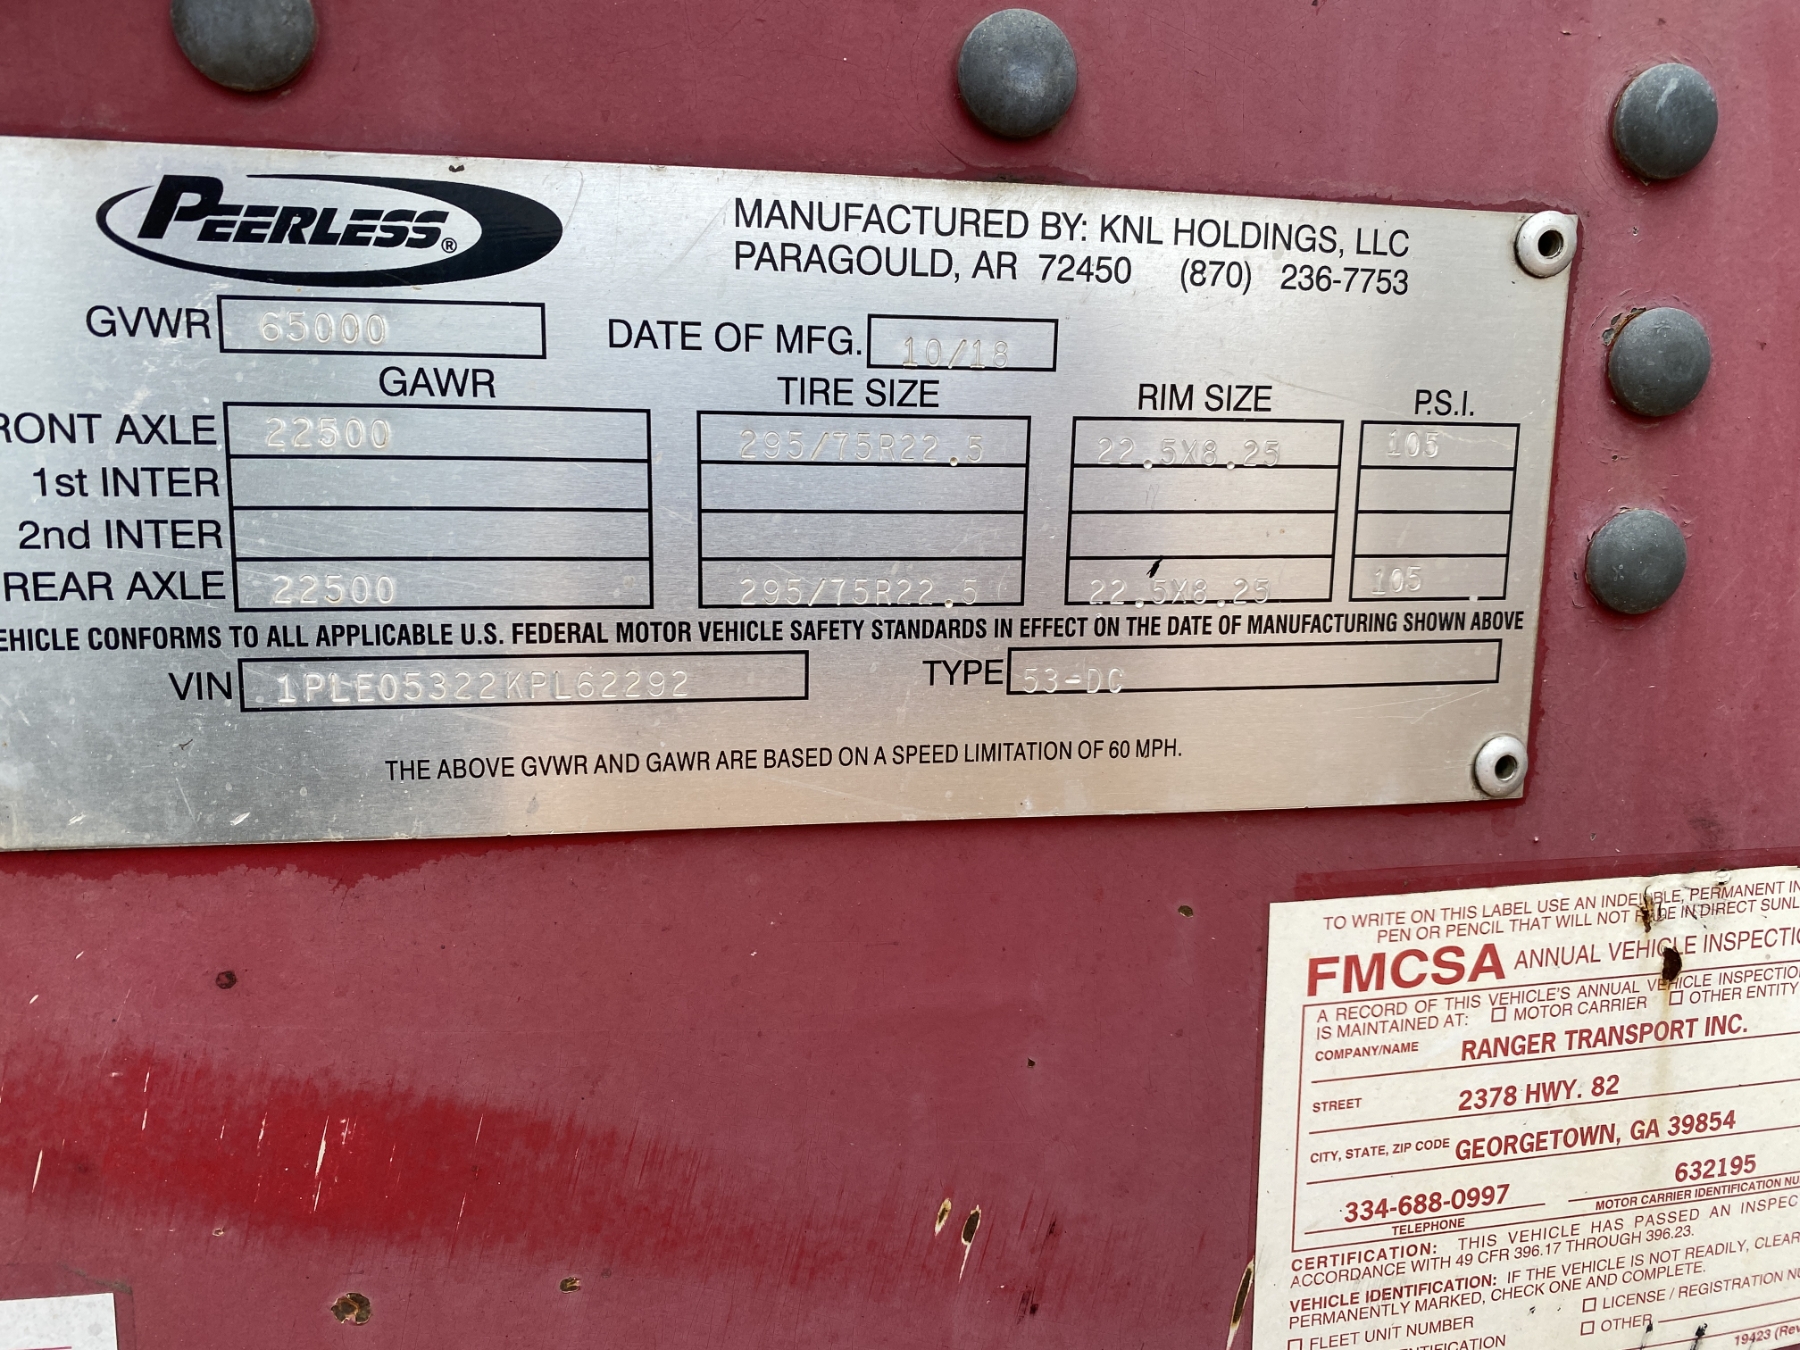 PEERLESS®
MANUFACTURED BY: KNL HOLDINGS, LLC
PARAGOULD, AR 72450 (870) 236-7753
GVWR 65000 DATE OF MFG. 10/18
GAWR TIRE SIZE RIM SIZE P.S.I.
RONT AXLE 22500 295/75R22.5 22.5X8.25 105
1st INTER
2nd INTER
REAR AXLE 22500 295/75R22.5 22.5X8.25 105
EHICLE CONFORMS TO ALL APPLICABLE U.S. FEDERAL MOTOR VEHICLE SAFETY STANDARDS IN EFFECT ON THE DATE OF MANUFACTURING SHOWN ABOVE
VIN 1PLE05322KPL62292 TYPE 53-DC
THE ABOVE GVWR AND GAWR ARE BASED ON A SPEED LIMITATION OF 60 MPH.
TO WRITE ON THIS LABEL USE AN INDELIBLE, PERMANENT IN
PEN OR PENCIL THAT WILL NOT FADE IN DIRECT SUNL
FMCSA ANNUAL VEHICLE INSPECTIO
A RECORD OF THIS VEHICLE'S ANNUAL VEHICLE INSPECTIO
IS MAINTAINED AT: MOTOR CARRIER OTHER ENTITY
COMPANY/NAME RANGER TRANSPORT INC.
STREET 2378 HWY. 82
CITY, STATE, ZIP CODE GEORGETOWN, GA 39854
334-688-0997 632195
TELEPHONE MOTOR CARRIER IDENTIFICATION NU
CERTIFICATION: THIS VEHICLE HAS PASSED AN INSPEC
ACCORDANCE WITH 49 CFR 396.17 THROUGH 396.23.
VEHICLE IDENTIFICATION: IF THE VEHICLE IS NOT READILY, CLEAR
PERMANENTLY MARKED, CHECK ONE AND COMPLETE.
FLEET UNIT NUMBER LICENSE / REGISTRATION NU
NTIFICATION OTHER
19423 (Rev